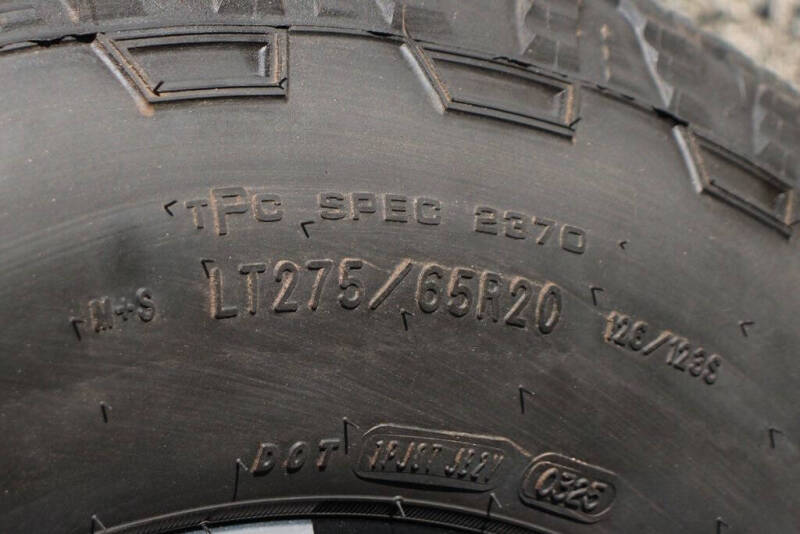 TPC SPEC 2370
M+S LT275/65R20 126/123S
DOT 0325